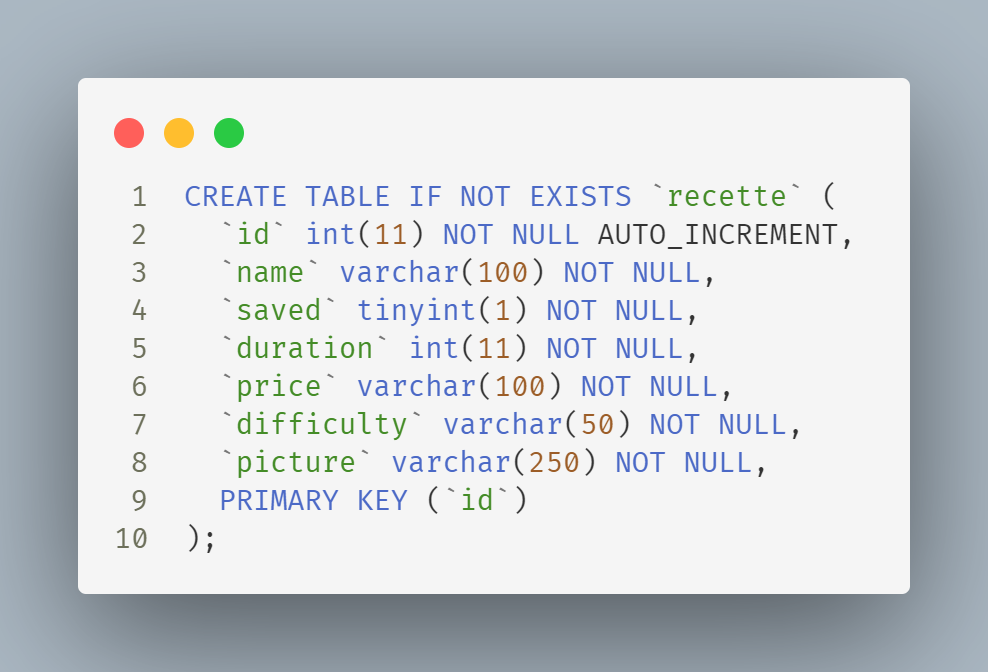 1 CREATE TABLE IF NOT EXISTS `recette` (
2   `id` int(11) NOT NULL AUTO_INCREMENT,
3   `name` varchar(100) NOT NULL,
4   `saved` tinyint(1) NOT NULL,
5   `duration` int(11) NOT NULL,
6   `price` varchar(100) NOT NULL,
7   `difficulty` varchar(50) NOT NULL,
8   `picture` varchar(250) NOT NULL,
9   PRIMARY KEY (`id`)
10 );